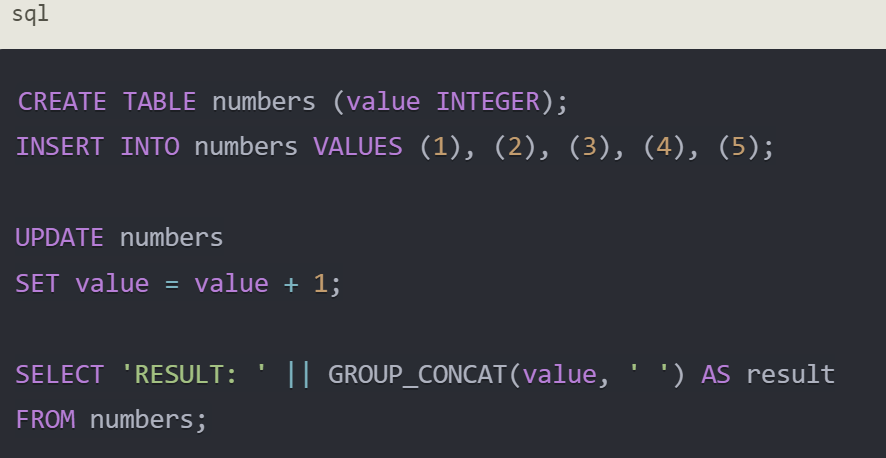 sql
CREATE TABLE numbers (value INTEGER);
INSERT INTO numbers VALUES (1), (2), (3), (4), (5);
UPDATE numbers
SET value = value + 1;
SELECT 'RESULT: ' || GROUP_CONCAT(value, ' ') AS result
FROM numbers;